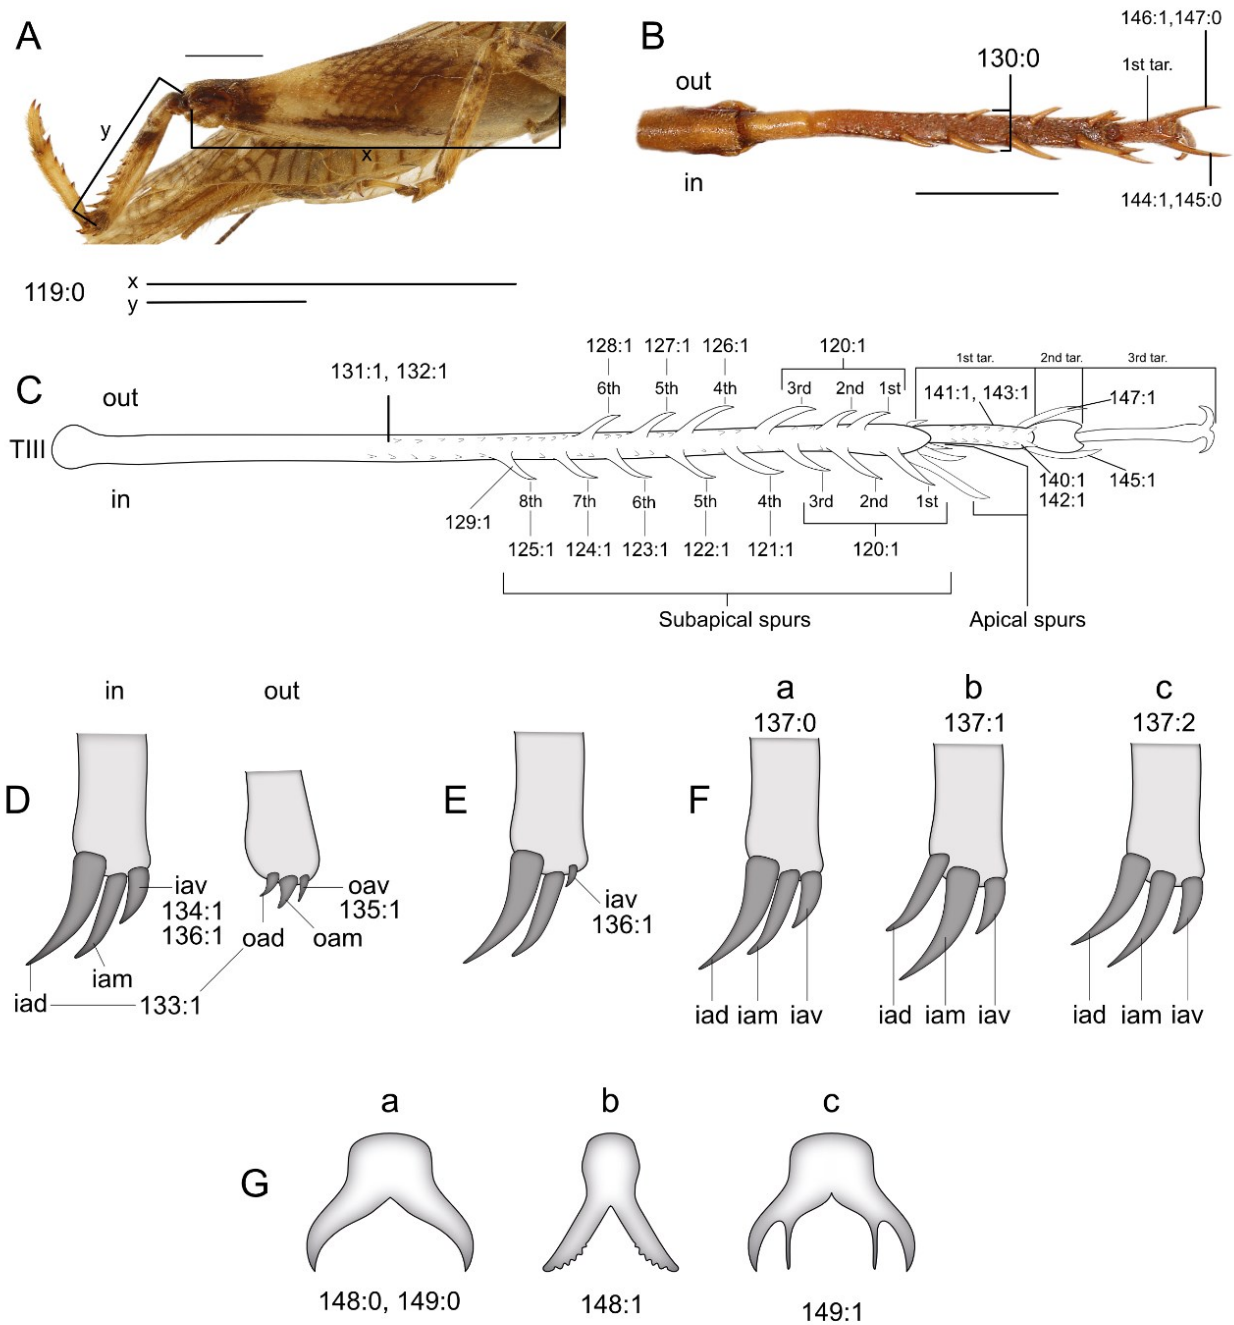 A
y
x
B
out
in
130:0
1st tar.
146:1,147:0
144:1,145:0
119:0
x
y
C
TIII
out
in
131:1, 132:1
128:1
127:1
126:1
120:1
6th
5th
4th
3rd
2nd
1st
1st tar.
2nd tar.
3rd tar.
141:1, 143:1
147:1
140:1
142:1
145:1
129:1
8th
7th
6th
5th
4th
3rd
2nd
1st
125:1
124:1
123:1
122:1
121:1
120:1
Subapical spurs
Apical spurs
D
in
out
iav
134:1
136:1
iam
iad
133:1
oad
oam
oav
135:1
E
iav
136:1
F
a
137:0
b
137:1
c
137:2
iad
iam
iav
iad
iam
iav
iad
iam
iav
G
a
b
c
148:0, 149:0
148:1
149:1